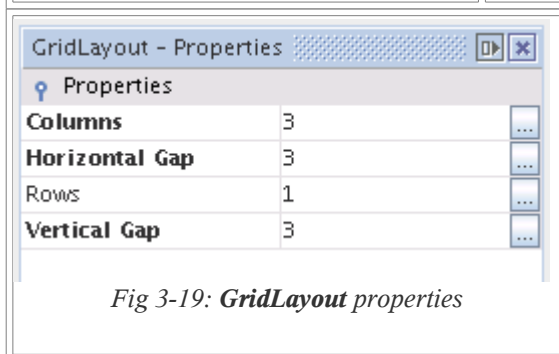 GridLayout - Properties
Properties
Columns 3 ...
Horizontal Gap 3 ...
Rows 1 ...
Vertical Gap 3 ...
Fig 3-19: GridLayout properties